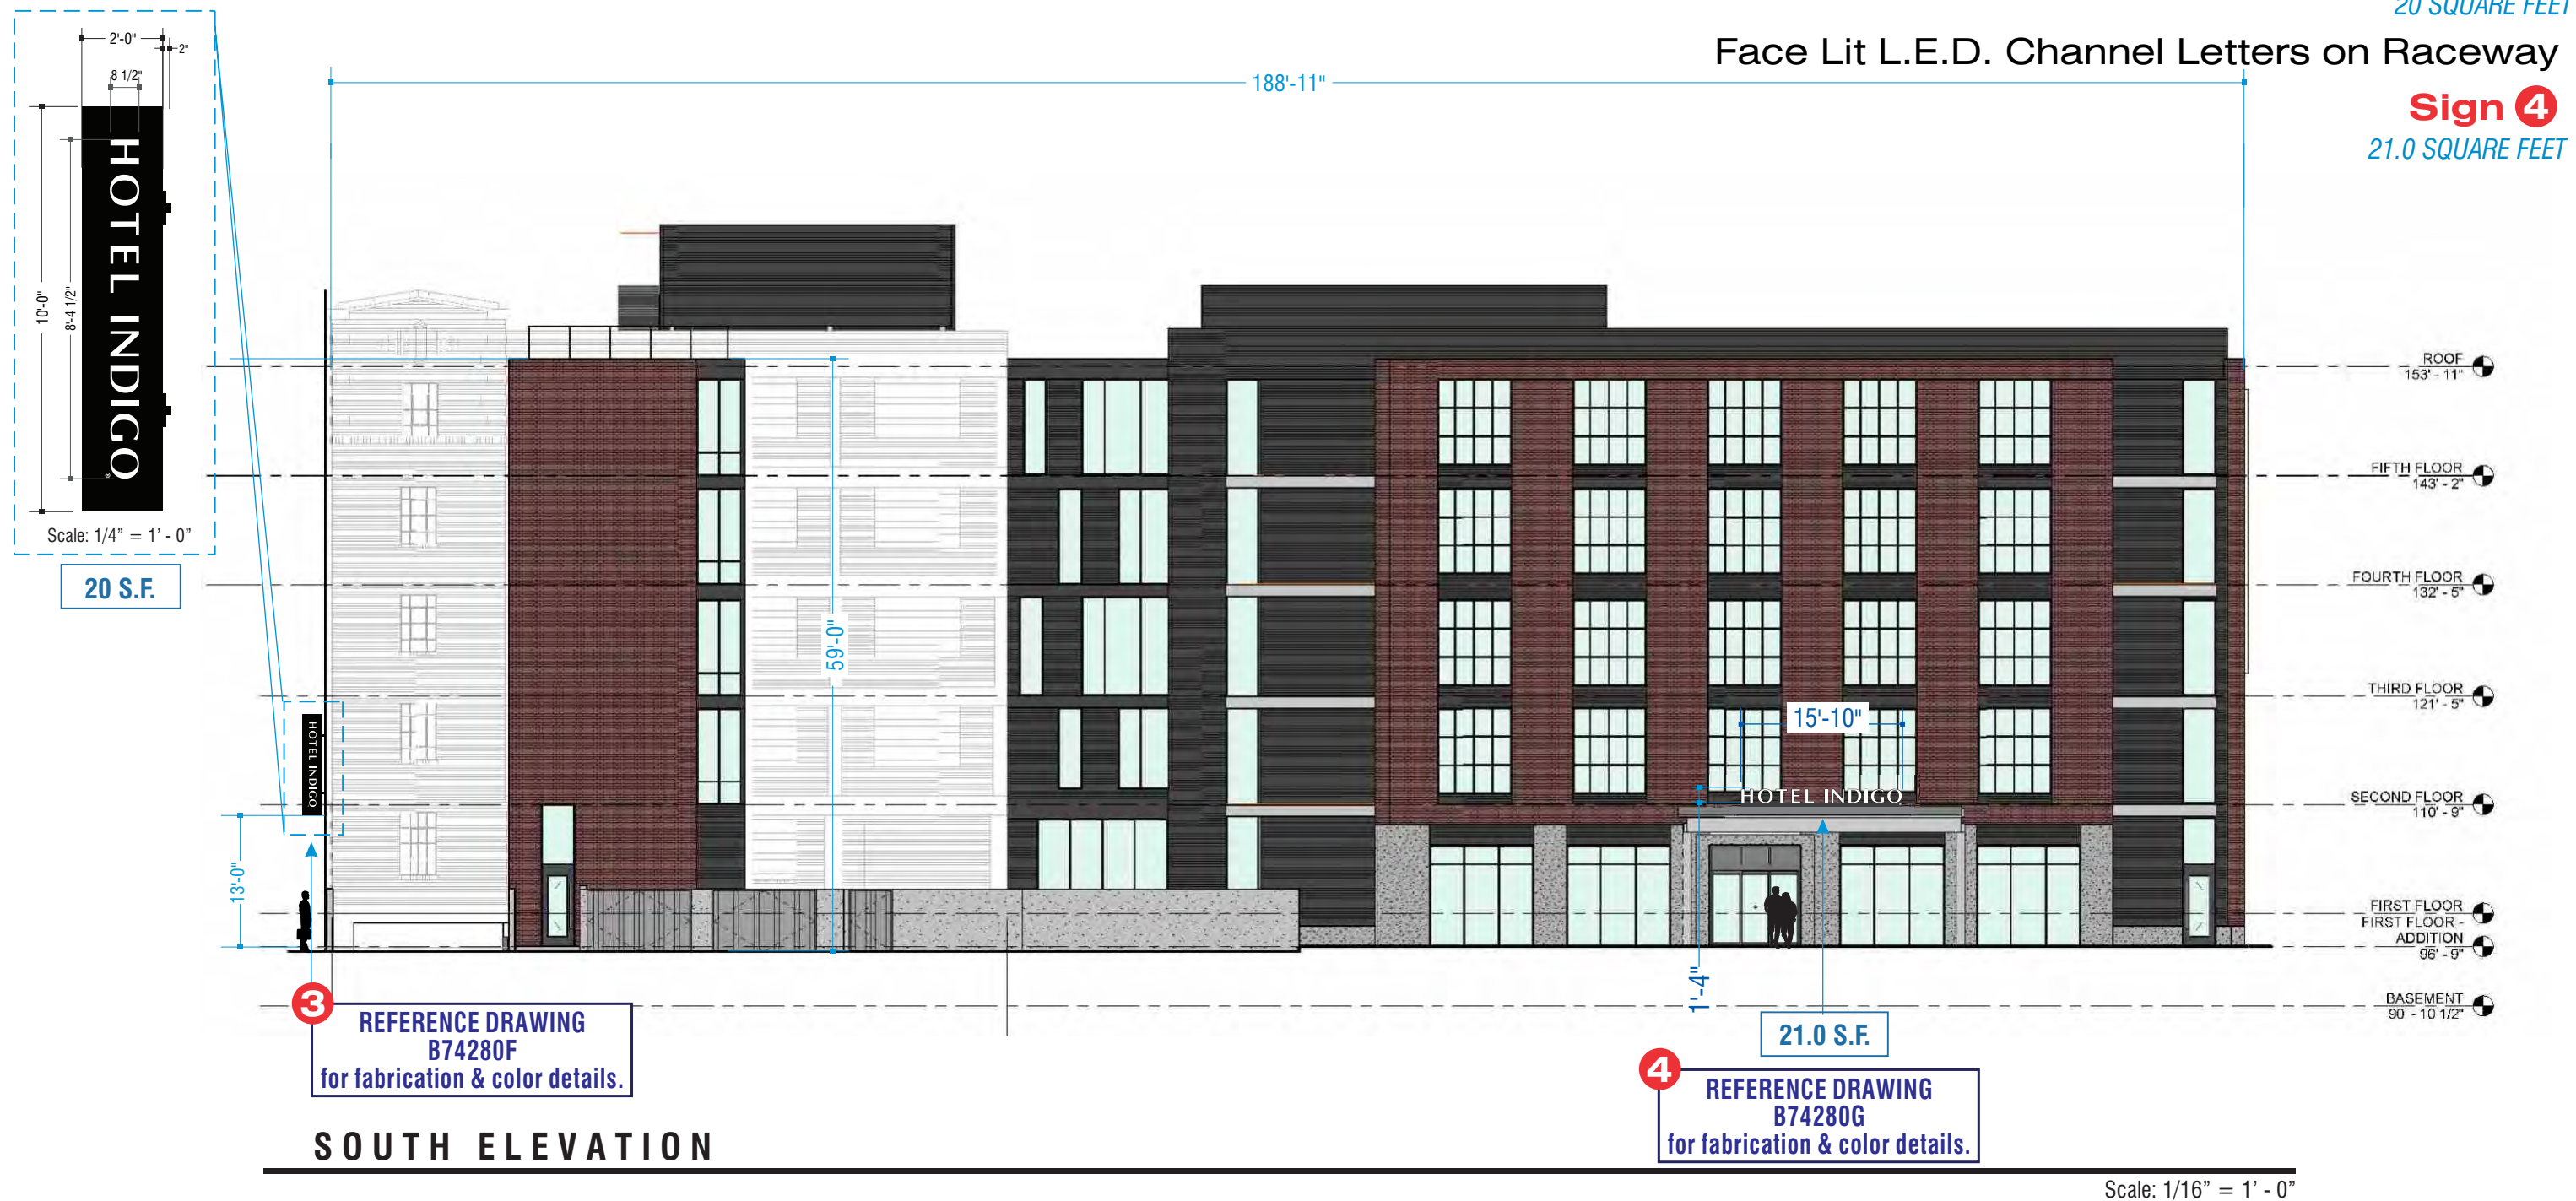 20 SQUARE FEET
Face Lit L.E.D. Channel Letters on Raceway
Sign 4
21.0 SQUARE FEET
2'-0"
2"
8 1/2"
10'-0"
8'-4 1/2"
HOTEL INDIGO
®
Scale: 1/4” = 1’ - 0”
20 S.F.
188'-11"
59'-0"
13'-0"
HOTEL INDIGO
15'-10"
HOTEL INDIGO
1'-4"
ROOF
153' - 11"
FIFTH FLOOR
143' - 2"
FOURTH FLOOR
132' - 5"
THIRD FLOOR
121' - 5"
SECOND FLOOR
110' - 9"
FIRST FLOOR
FIRST FLOOR -
ADDITION
96' - 9"
BASEMENT
90' - 10 1/2"
3
REFERENCE DRAWING
B74280F
for fabrication & color details.
21.0 S.F.
4
REFERENCE DRAWING
B74280G
for fabrication & color details.
SOUTH ELEVATION
Scale: 1/16” = 1’ - 0”